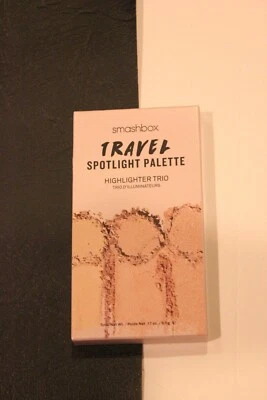 smashbox
TRAVEL
SPOTLIGHT PALETTE
HIGHLIGHTER TRIO
TRIO D'ILLUMINATEURS